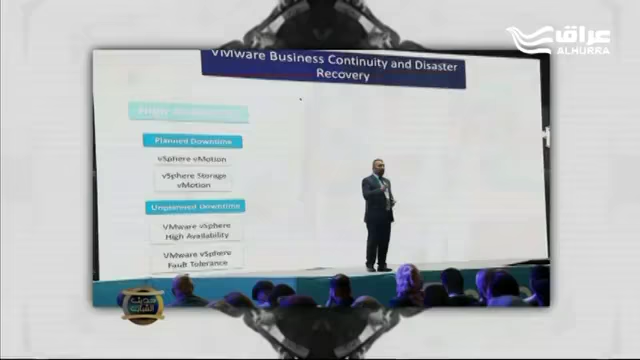 عراق
ALHURRA
VMware Business Continuity and Disaster
Recovery
Planned Downtime
vSphere vMotion
vSphere Storage
vMotion
Unplanned Downtime
VMware vSphere
High Availability
VMware vSphere
Fault Tolerance